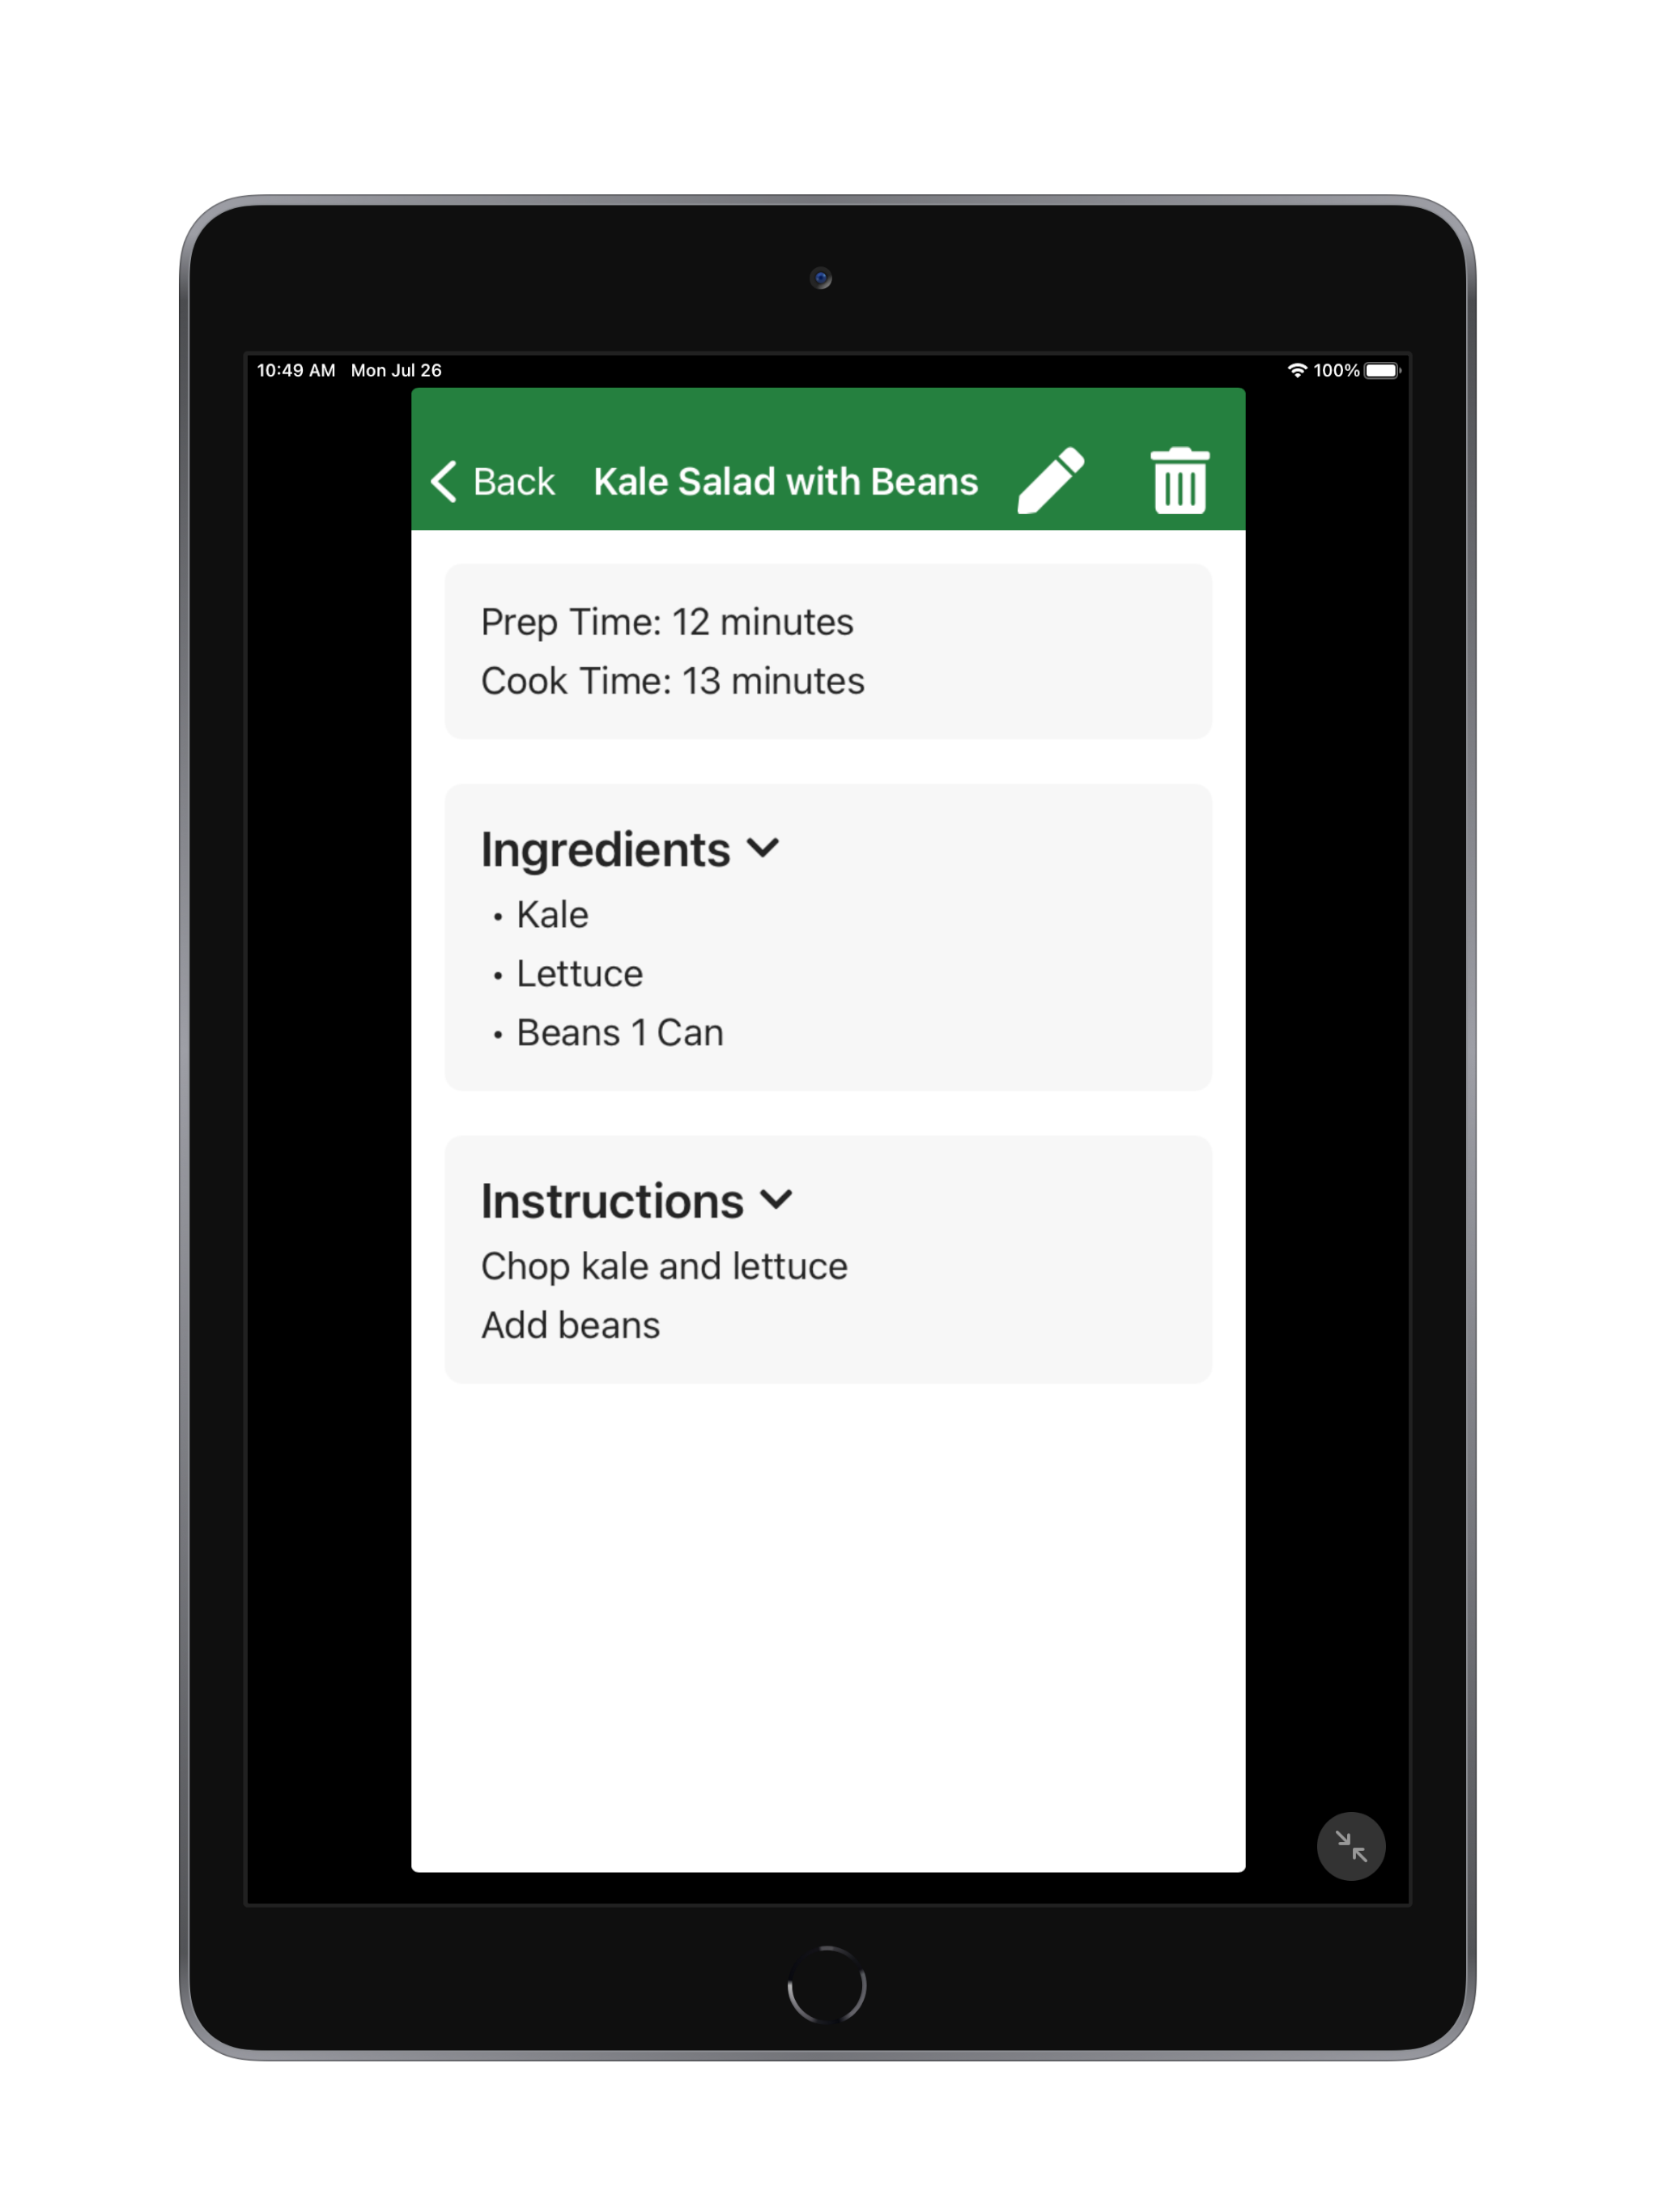 10:49 AM Mon Jul 26 100%
Back Kale Salad with Beans
Prep Time: 12 minutes
Cook Time: 13 minutes
Ingredients
• Kale
• Lettuce
• Beans 1 Can
Instructions
Chop kale and lettuce
Add beans